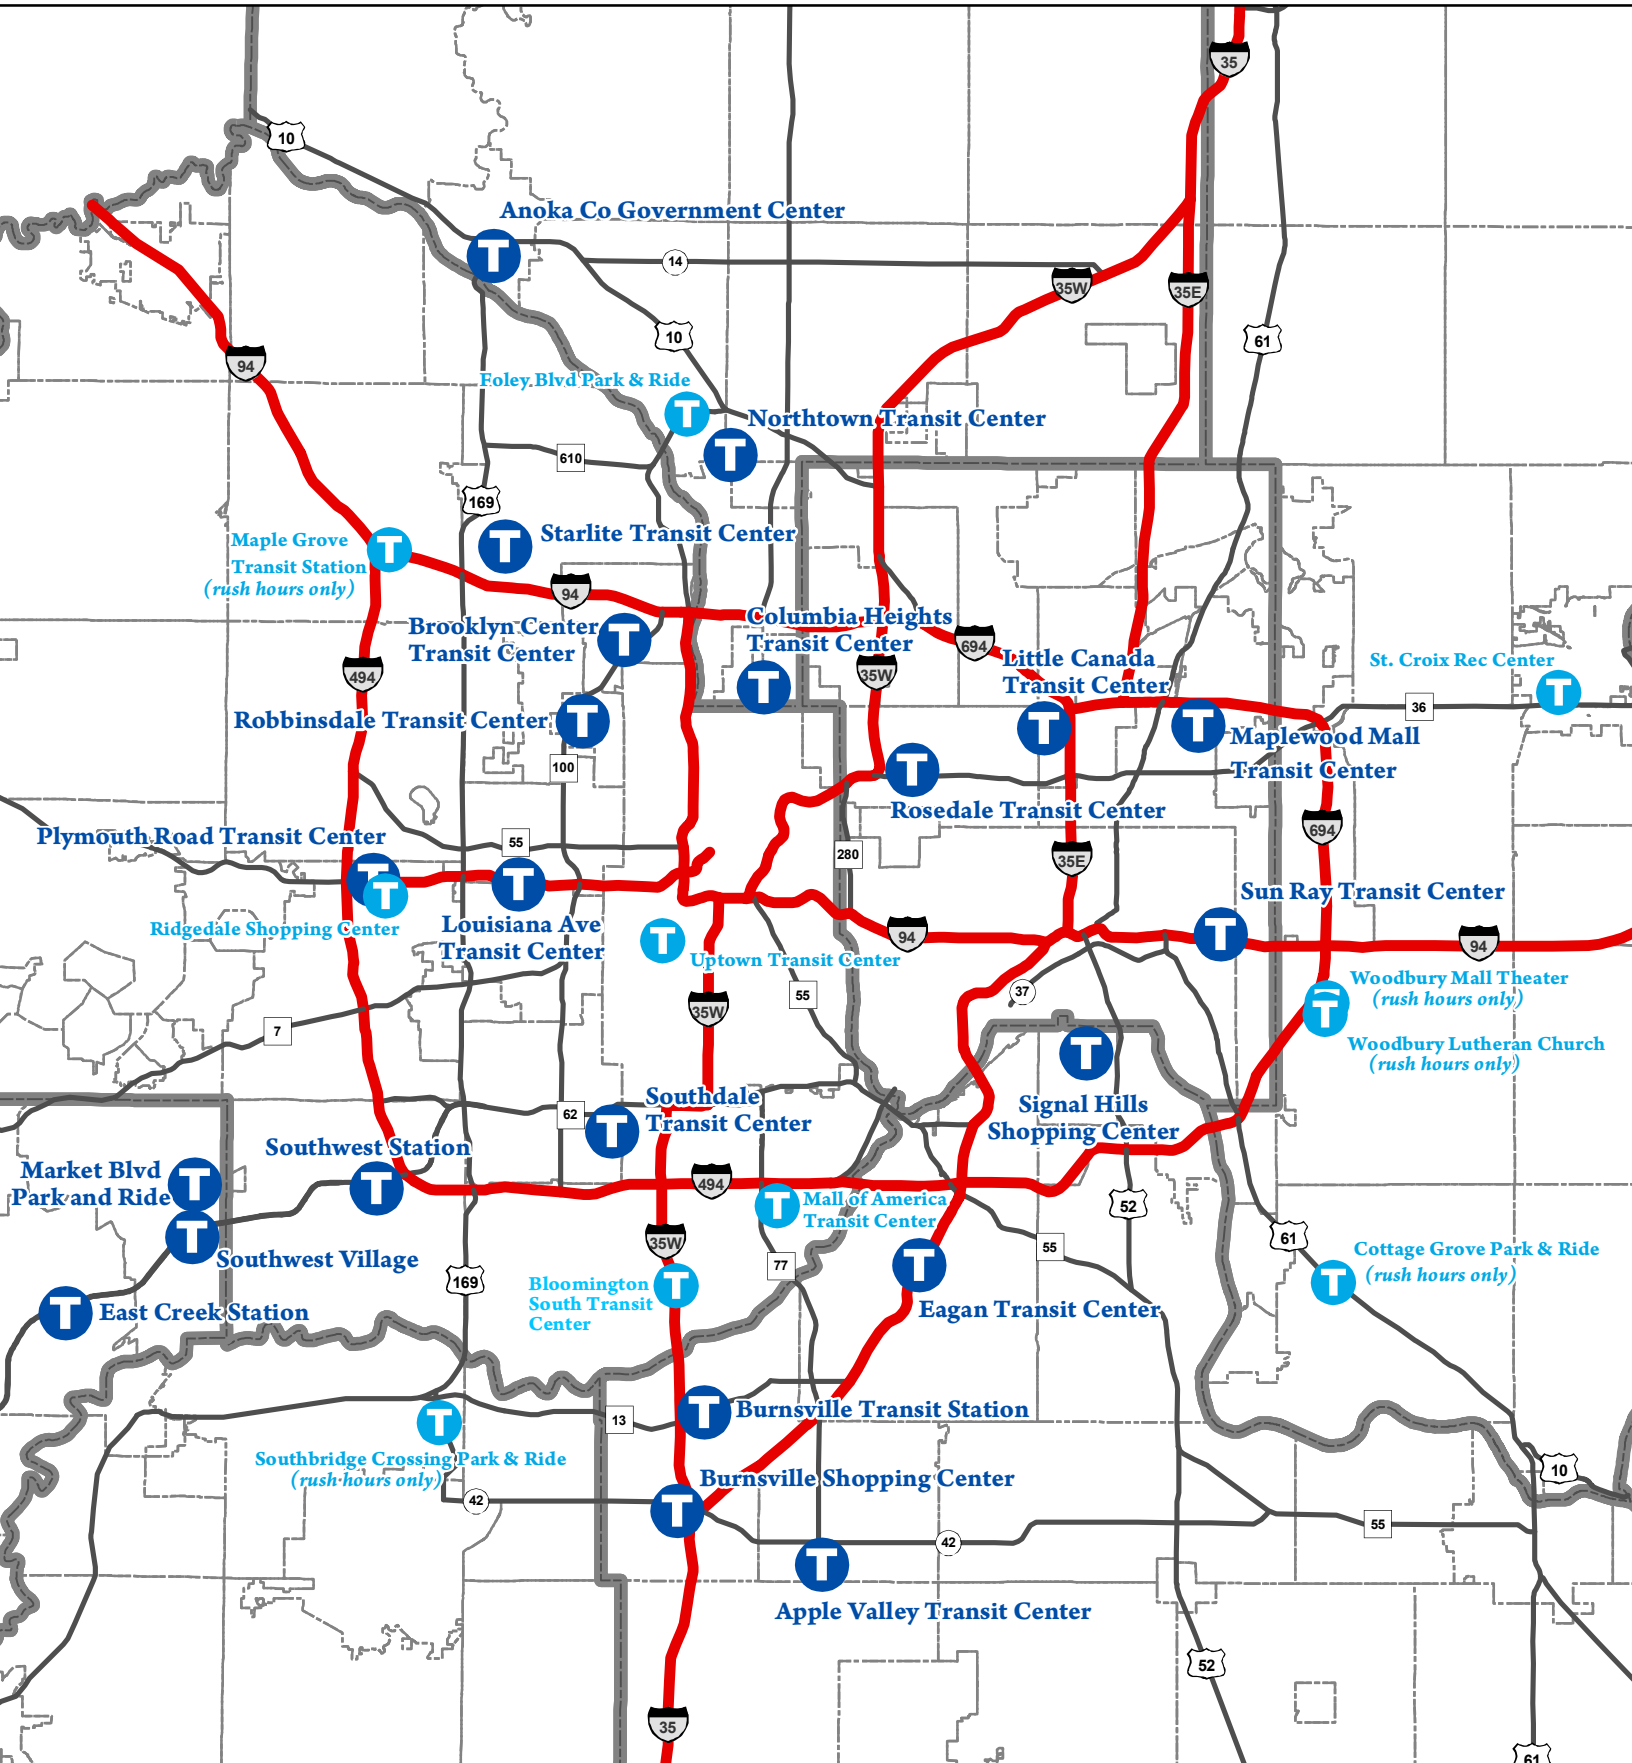 35
10
Anoka Co Government Center
T
14
35W
35E
10
61
94
Foley Blvd Park & Ride
T
Northtown Transit Center
T
610
169
Starlite Transit Center
T
Maple Grove
Transit Station
(rush hours only)
T
94
Columbia Heights
Transit Center
T
Brooklyn Center
Transit Center
T
694
35W
Little Canada
Transit Center
T
St. Croix Rec Center
T
494
36
Robbinsdale Transit Center
T
Maplewood Mall
Transit Center
T
100
T
Rosedale Transit Center
694
Plymouth Road Transit Center
T
55
280
35E
T
Ridgedale Shopping Center
T
Louisiana Ave
Transit Center
Sun Ray Transit Center
T
94
94
T
Uptown Transit Center
55
37
35W
Woodbury Mall Theater
(rush hours only)
T
Woodbury Lutheran Church
(rush hours only)
7
T
Signal Hills
Shopping Center
62
Southdale
Transit Center
T
Southwest Station
T
Market Blvd
Park and Ride
T
494
T
Mall of America
Transit Center
52
T
Southwest Village
35W
55
61
77
Cottage Grove Park & Ride
(rush hours only)
T
169
Bloomington
South Transit
Center
T
T
Eagan Transit Center
T
East Creek Station
T
Burnsville Transit Station
13
T
Southbridge Crossing Park & Ride
(rush hours only)
Burnsville Shopping Center
T
10
42
55
42
T
Apple Valley Transit Center
52
35
61